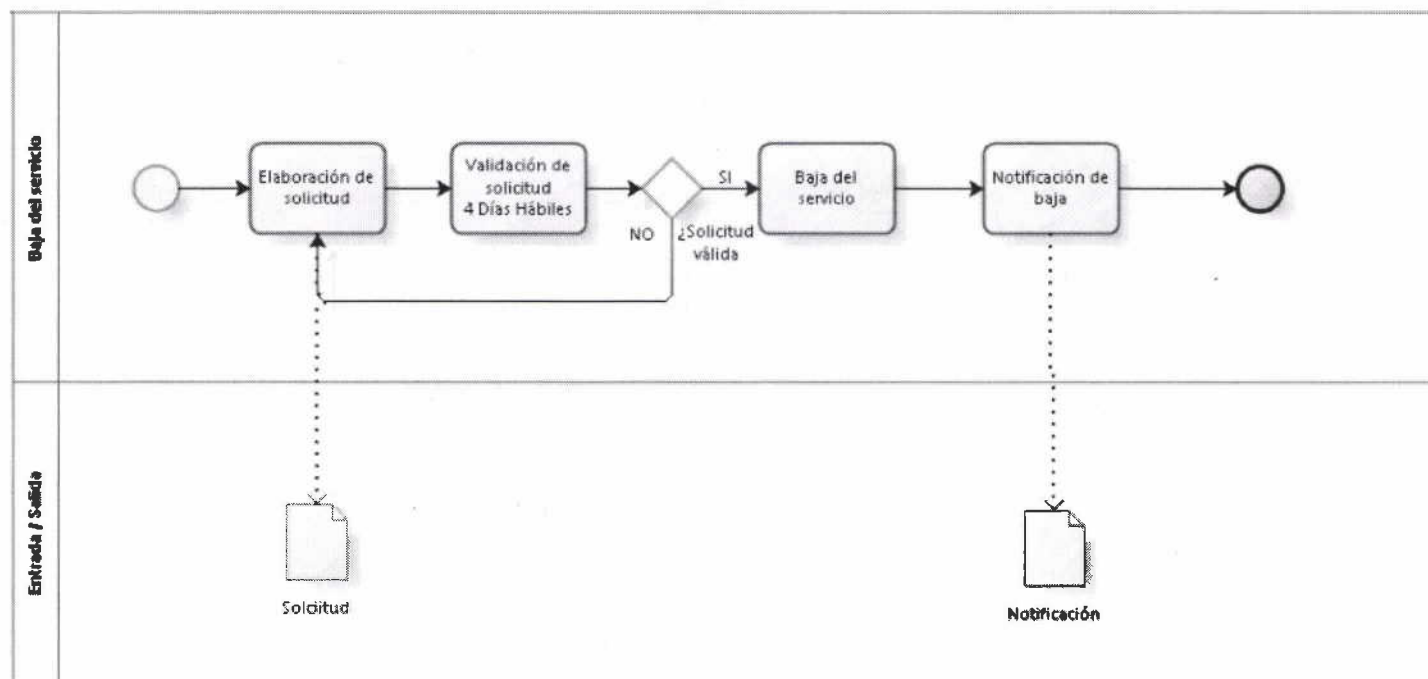 Baja del servicio
Elaboración de
solicitud
Validación de
solicitud
4 Días Hábiles
SI
NO
¿Solicitud
válida
Baja del
servicio
Notificación de
baja
Entrada / Salida
Solciitud
Notificación